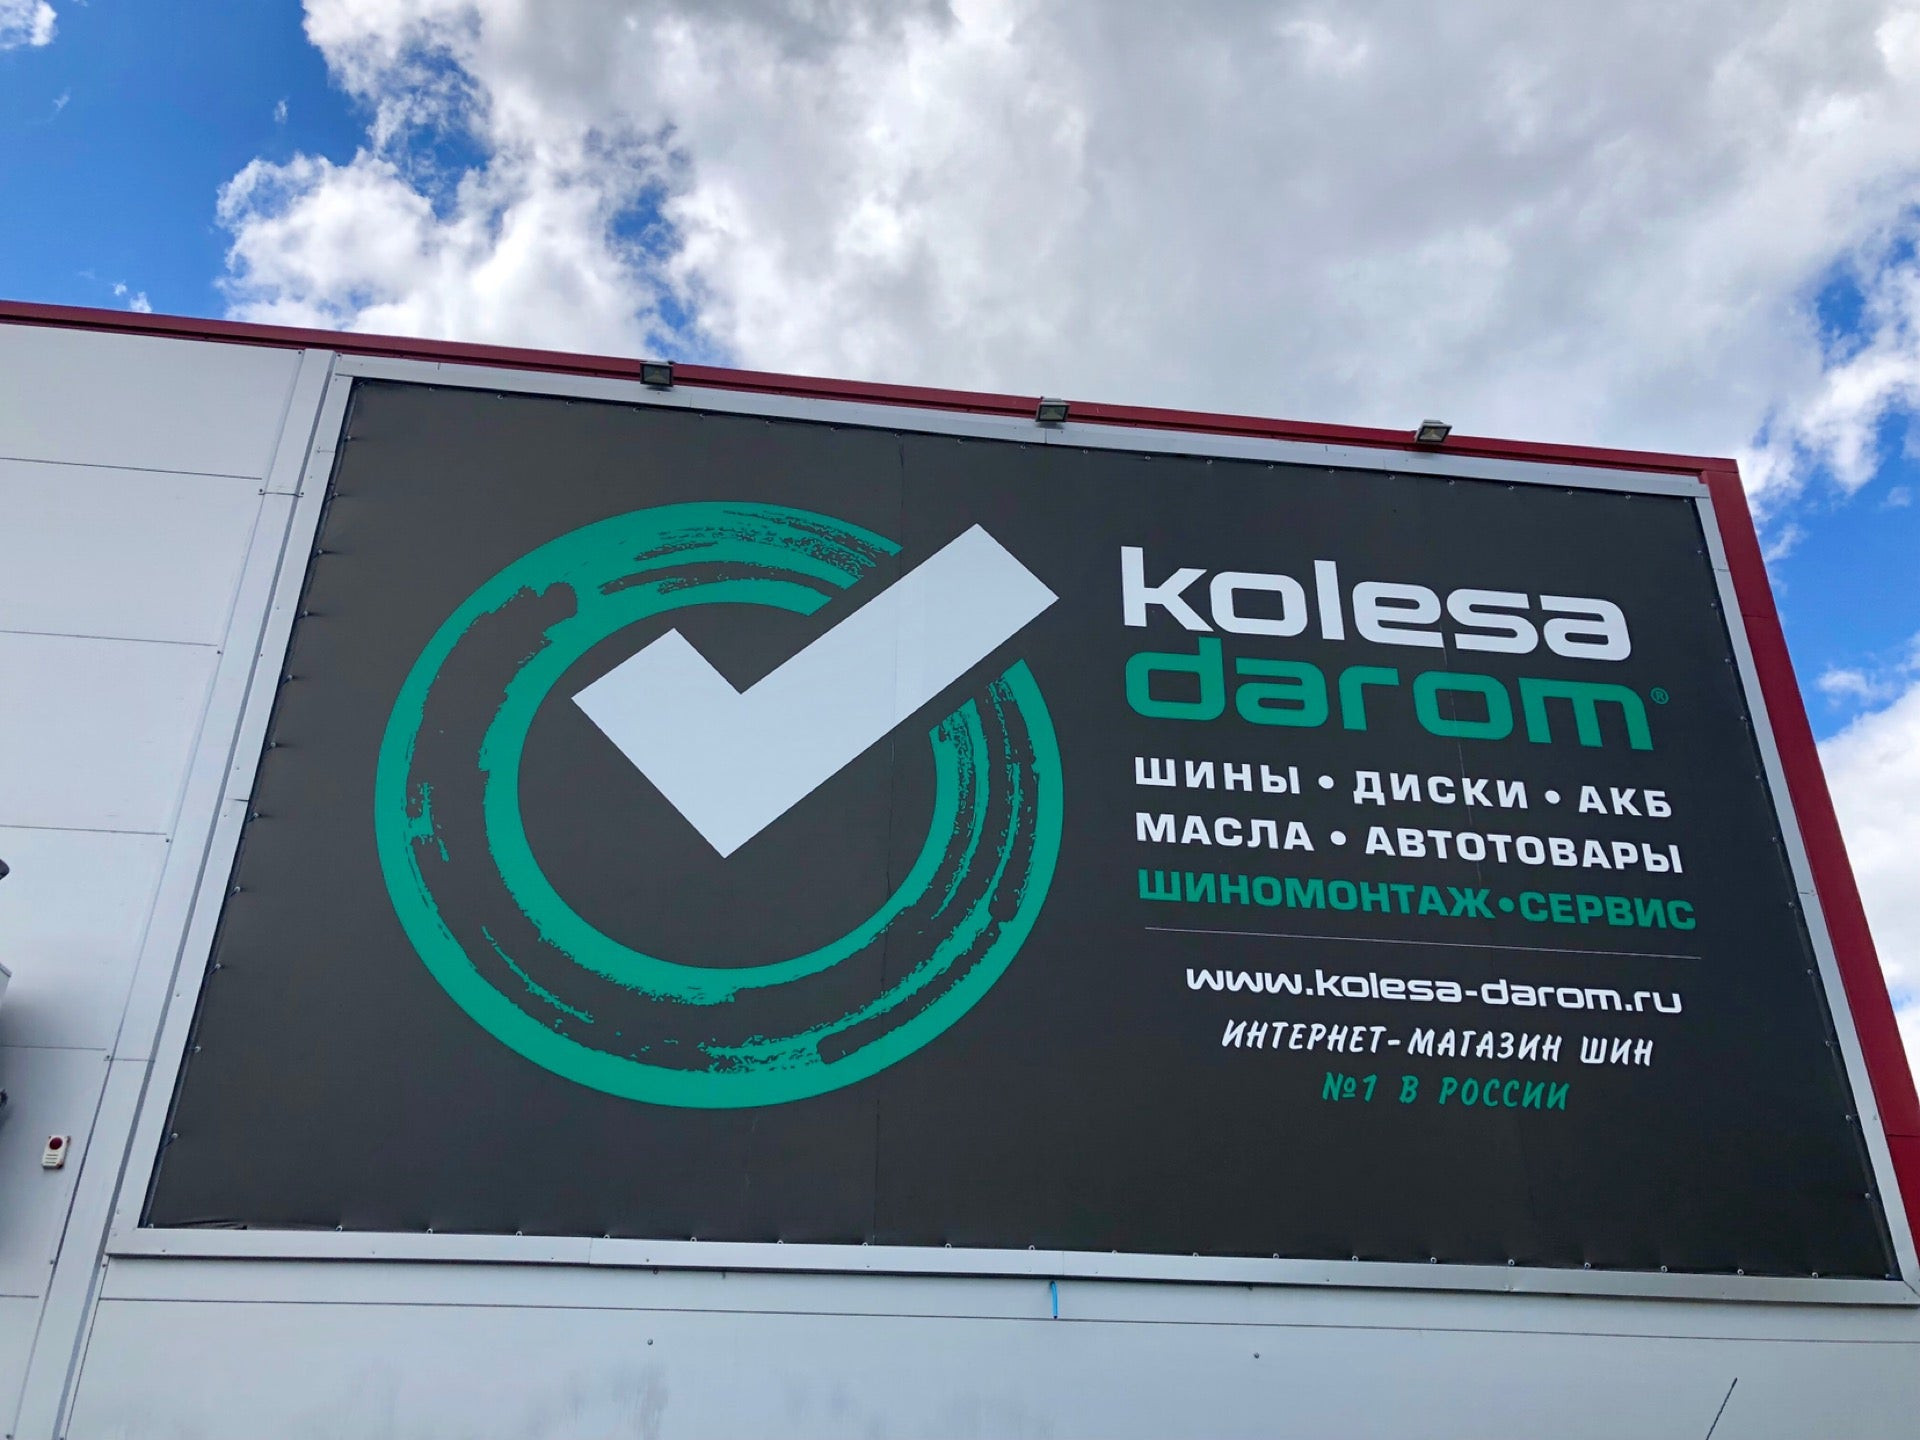 kolesa
darom®
ШИНЫ • ДИСКИ • АКБ
МАСЛА • АВТОТОВАРЫ
ШИНОМОНТАЖ•СЕРВИС
www.kolesa-darom.ru
ИНТЕРНЕТ-МАГАЗИН ШИН
№1 В РОССИИ